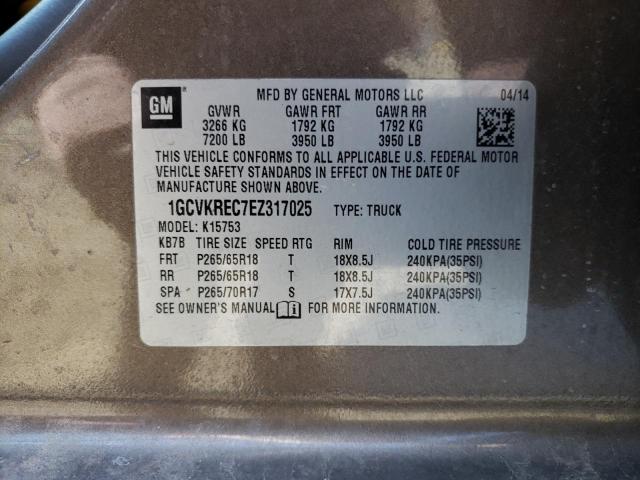 GM
MFD BY GENERAL MOTORS LLC 04/14
GVWR GAWR FRT GAWR RR
3266 KG 1792 KG 1792 KG
7200 LB 3950 LB 3950 LB
THIS VEHICLE CONFORMS TO ALL APPLICABLE U.S. FEDERAL MOTOR
VEHICLE SAFETY STANDARDS IN EFFECT ON THE DATE OF
MANUFACTURE SHOWN ABOVE.
1GCVKREC7EZ317025 TYPE: TRUCK
MODEL: K15753
KB7B TIRE SIZE SPEED RTG RIM COLD TIRE PRESSURE
FRT P265/65R18 T 18X8.5J 240KPA(35PSI)
RR P265/65R18 T 18X8.5J 240KPA(35PSI)
SPA P265/70R17 S 17X7.5J 240KPA(35PSI)
SEE OWNER'S MANUAL FOR MORE INFORMATION.